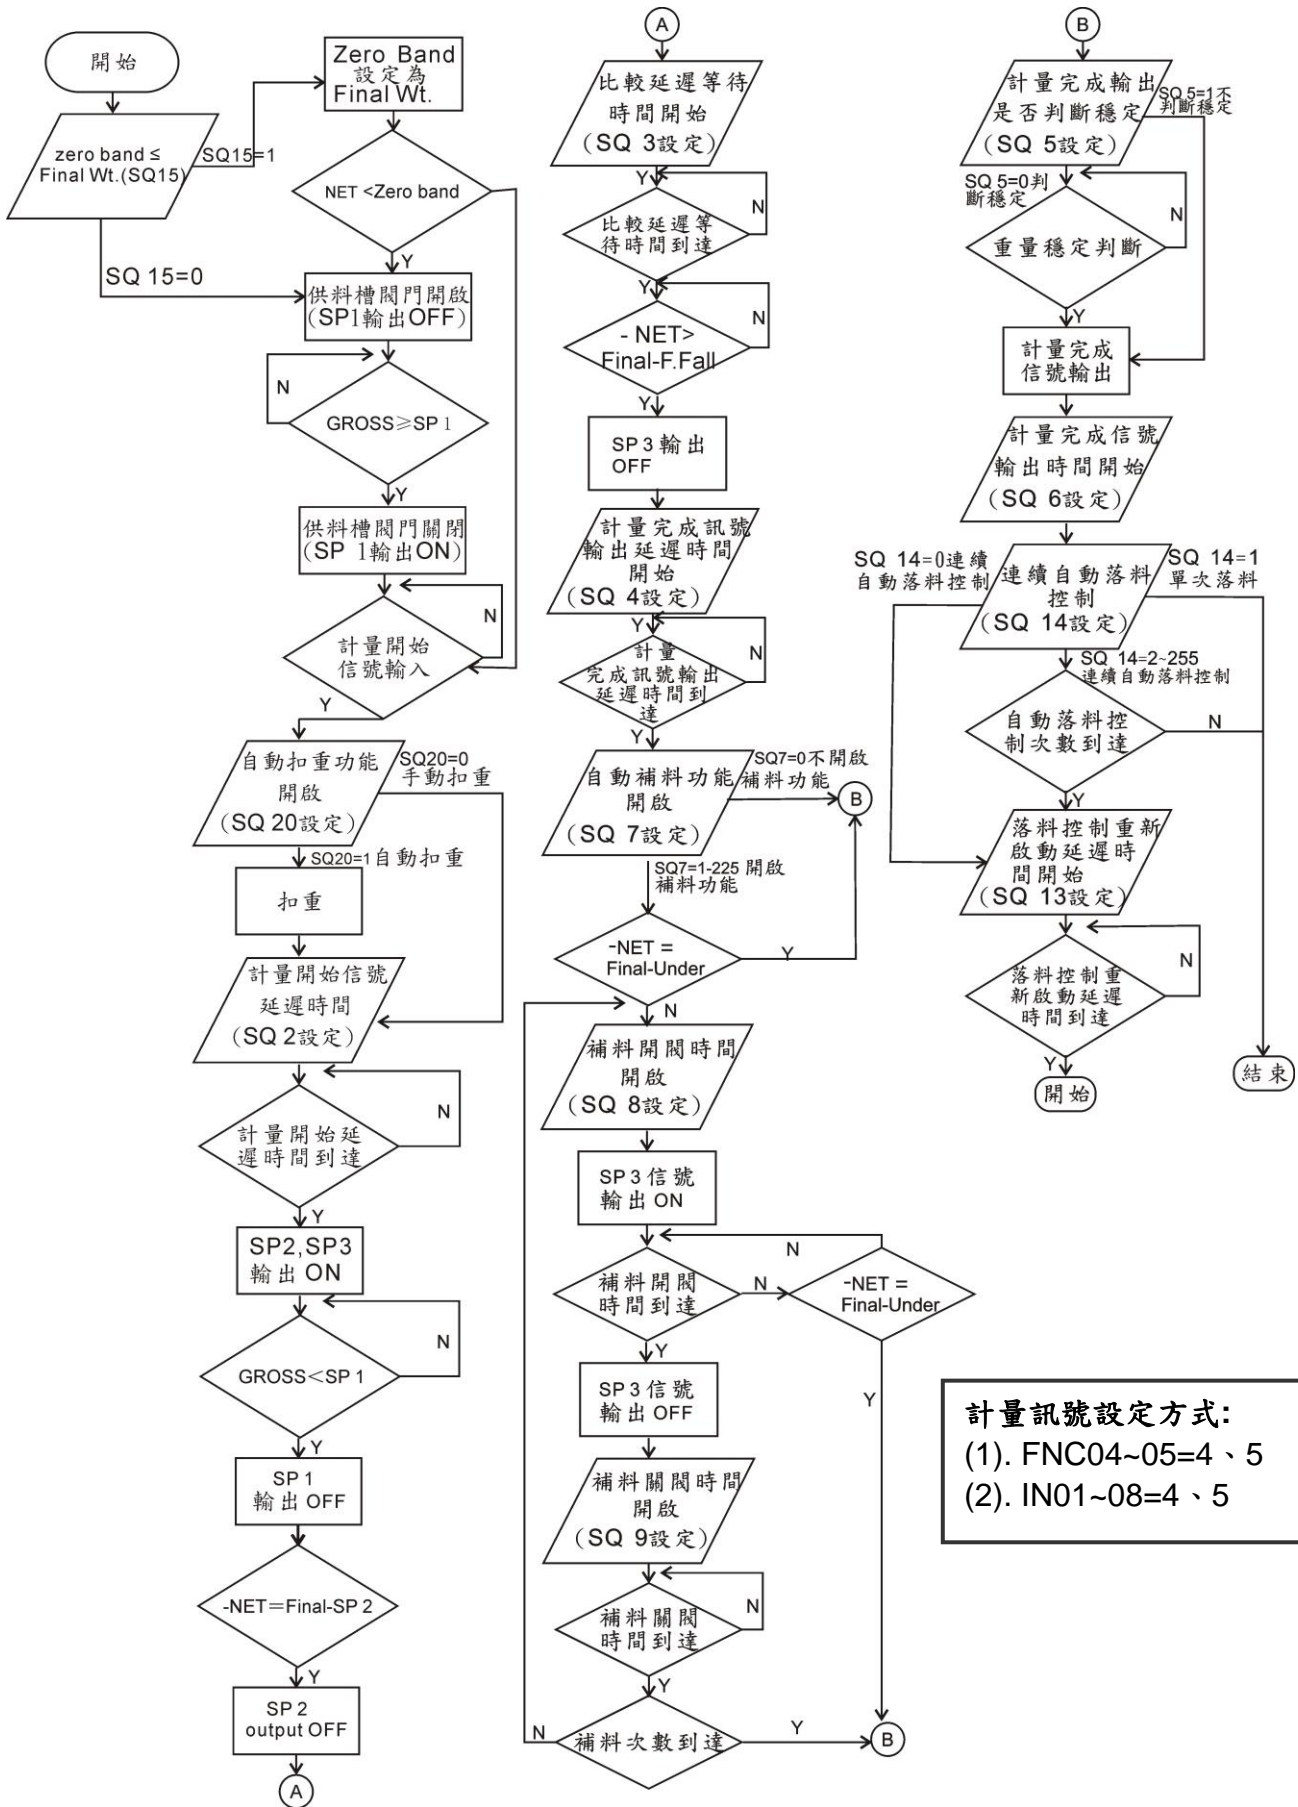 開始
zero band ≤
Final Wt.(SQ15)
SQ15=1
SQ 15=0
Zero Band
設定為
Final Wt.
NET <Zero band
Y
供料槽閥門開啟
(SP1輸出OFF)
N
GROSS≥SP 1
Y
供料槽閥門關閉
(SP 1輸出ON)
N
計量開始
信號輸入
Y
自動扣重功能
開啟
(SQ 20設定)
SQ20=0
手動扣重
SQ20=1自動扣重
扣重
計量開始信號
延遲時間
(SQ 2設定)
N
計量開始延
遲時間到達
Y
SP2,SP3
輸出 ON
N
GROSS<SP 1
Y
SP 1
輸出 OFF
-NET=Final-SP 2
Y
SP 2
output OFF
A
A
比較延遲等待
時間開始
(SQ 3設定)
Y
N
比較延遲等
待時間到達
Y
N
- NET>
Final-F.Fall
Y
SP 3 輸出
OFF
計量完成訊號
輸出延遲時間
開始
(SQ 4設定)
Y
N
計量
完成訊號輸出
延遲時間到
達
Y
自動補料功能
開啟
(SQ 7設定)
SQ7=0不開啟
補料功能
B
SQ7=1-225 開啟
補料功能
-NET =
Final-Under
Y
N
補料開閥時間
開啟
(SQ 8設定)
SP 3 信號
輸出 ON
N
補料開閥
時間到達
N
-NET =
Final-Under
Y
Y
SP 3 信號
輸出 OFF
補料關閥時間
開啟
(SQ 9設定)
N
補料關閥
時間到達
Y
N
補料次數到達
Y
B
B
計量完成輸出
是否判斷穩定
(SQ 5設定)
SQ 5=1不
判斷穩定
SQ 5=0判
斷穩定
N
重量穩定判斷
Y
計量完成
信號輸出
計量完成信號
輸出時間開始
(SQ 6設定)
SQ 14=0連續
自動落料控制
連續自動落料
控制
(SQ 14設定)
SQ 14=1
單次落料
SQ 14=2~255
連續自動落料控制
自動落料控
制次數到達
N
Y
落料控制重新
啟動延遲時
間開始
(SQ 13設定)
N
落料控制重
新啟動延遲
時間到達
Y
開始
結束
計量訊號設定方式:
(1). FNC04~05=4、5
(2). IN01~08=4、5